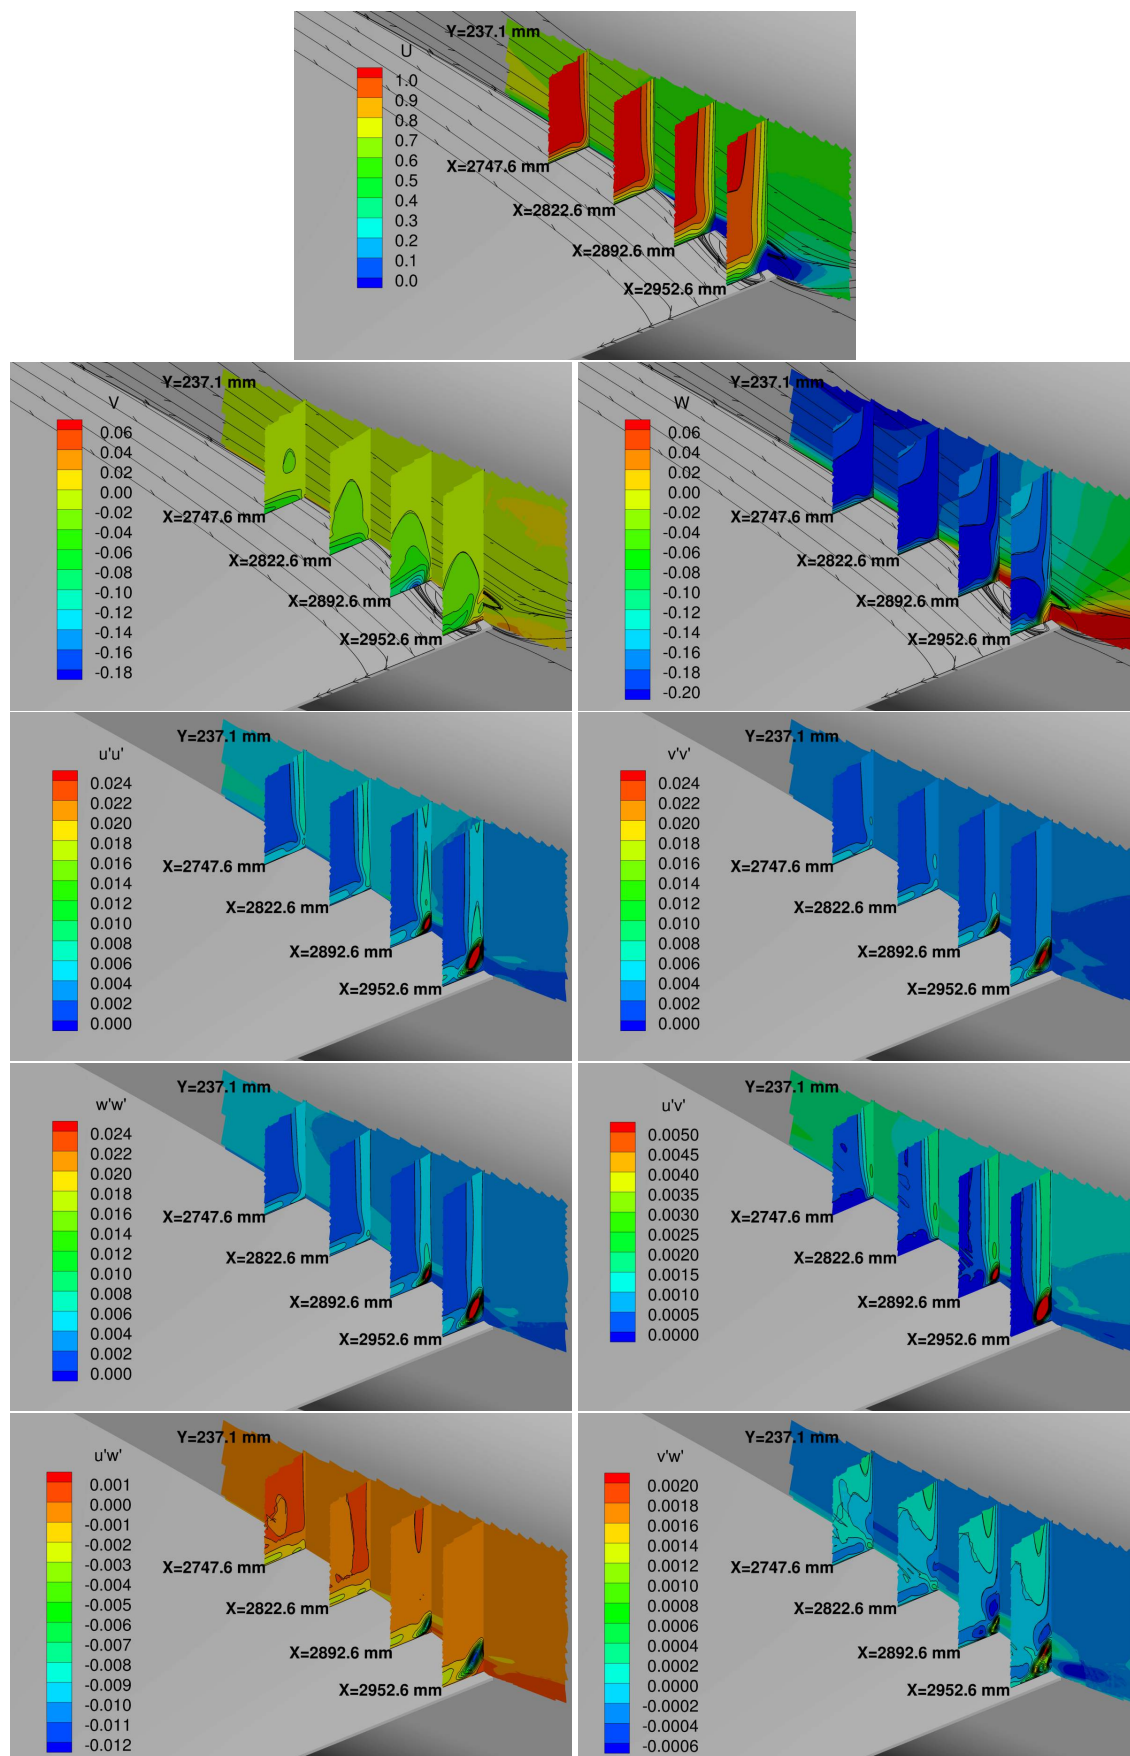 Y=237.1 mm
U
1.0
0.9
0.8
0.7
0.6
0.5
0.4
0.3
0.2
0.1
0.0
X=2747.6 mm
X=2822.6 mm
X=2892.6 mm
X=2952.6 mm
Y=237.1 mm
V
0.06
0.04
0.02
0.00
-0.02
-0.04
-0.06
-0.08
-0.10
-0.12
-0.14
-0.16
-0.18
X=2747.6 mm
X=2822.6 mm
X=2892.6 mm
X=2952.6 mm
Y=237.1 mm
W
0.06
0.04
0.02
0.00
-0.02
-0.04
-0.06
-0.08
-0.10
-0.12
-0.14
-0.16
-0.20
X=2747.6 mm
X=2822.6 mm
X=2892.6 mm
X=2952.6 mm
Y=237.1 mm
u'u'
0.024
0.022
0.020
0.018
0.016
0.014
0.012
0.010
0.008
0.006
0.004
0.002
0.000
X=2747.6 mm
X=2822.6 mm
X=2892.6 mm
X=2952.6 mm
Y=237.1 mm
v'v'
0.024
0.022
0.020
0.018
0.016
0.014
0.012
0.010
0.008
0.006
0.004
0.002
0.000
X=2747.6 mm
X=2822.6 mm
X=2892.6 mm
X=2952.6 mm
Y=237.1 mm
w'w'
0.024
0.022
0.020
0.018
0.016
0.014
0.012
0.010
0.008
0.006
0.004
0.002
0.000
X=2747.6 mm
X=2822.6 mm
X=2892.6 mm
X=2952.6 mm
Y=237.1 mm
u'v'
0.0050
0.0045
0.0040
0.0035
0.0030
0.0025
0.0020
0.0015
0.0010
0.0005
0.0000
X=2747.6 mm
X=2822.6 mm
X=2892.6 mm
X=2952.6 mm
Y=237.1 mm
u'w'
0.001
0.000
-0.001
-0.002
-0.003
-0.004
-0.005
-0.006
-0.007
-0.008
-0.009
-0.010
-0.011
-0.012
X=2747.6 mm
X=2822.6 mm
X=2892.6 mm
X=2952.6 mm
Y=237.1 mm
v'w'
0.0020
0.0018
0.0016
0.0014
0.0012
0.0010
0.0008
0.0006
0.0004
0.0002
0.0000
-0.0002
-0.0004
-0.0006
X=2747.6 mm
X=2822.6 mm
X=2892.6 mm
X=2952.6 mm